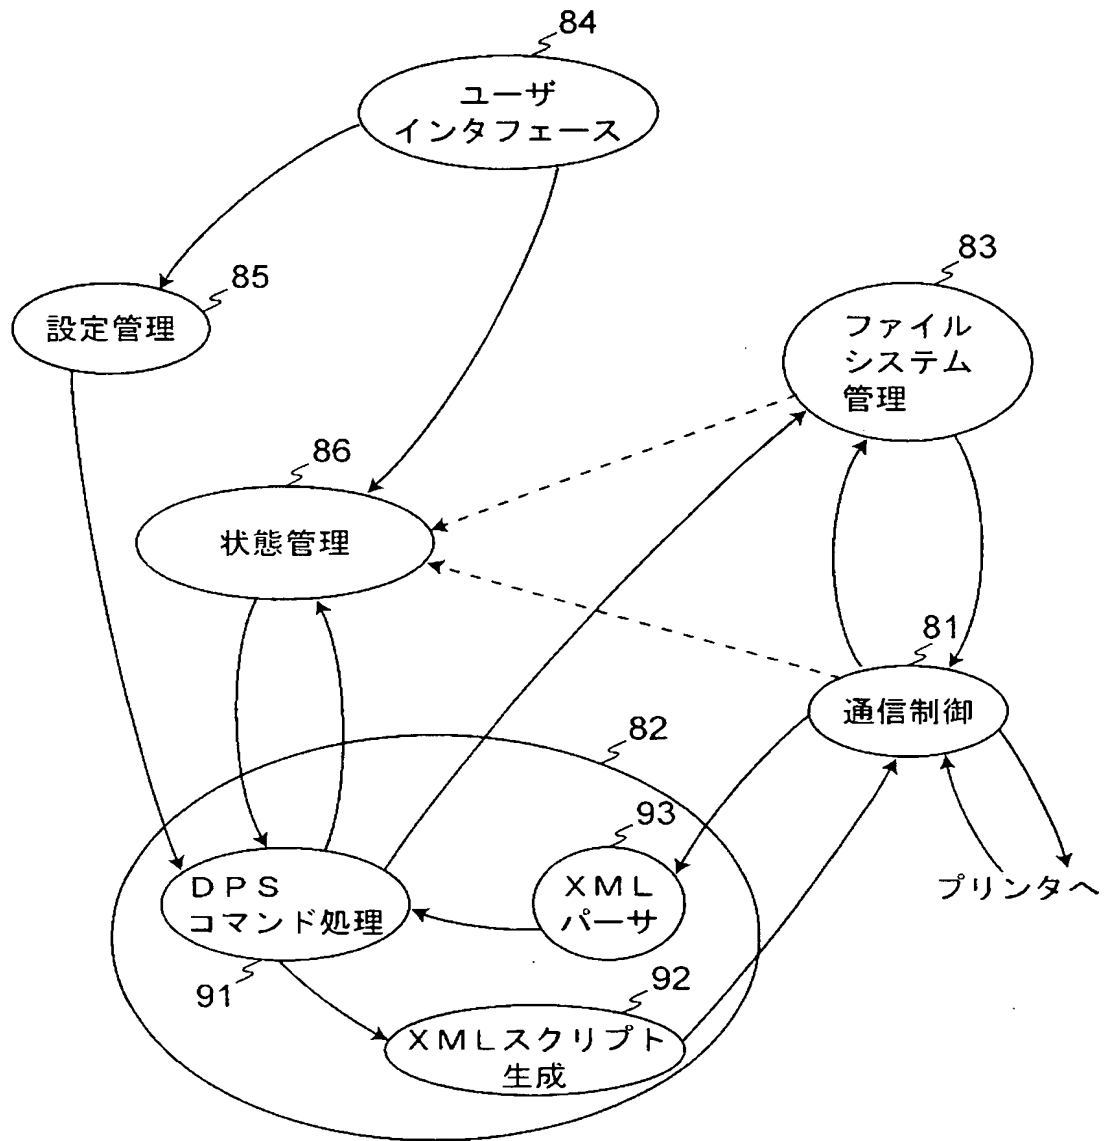 84
ユーザ
インタフェース
83
85
設定管理
ファイル
システム
管理
86
状態管理
81
通信制御
82
93
DPS
コマンド処理
XML
パーサ
プリンタへ
91
92
XMLスクリプト
生成